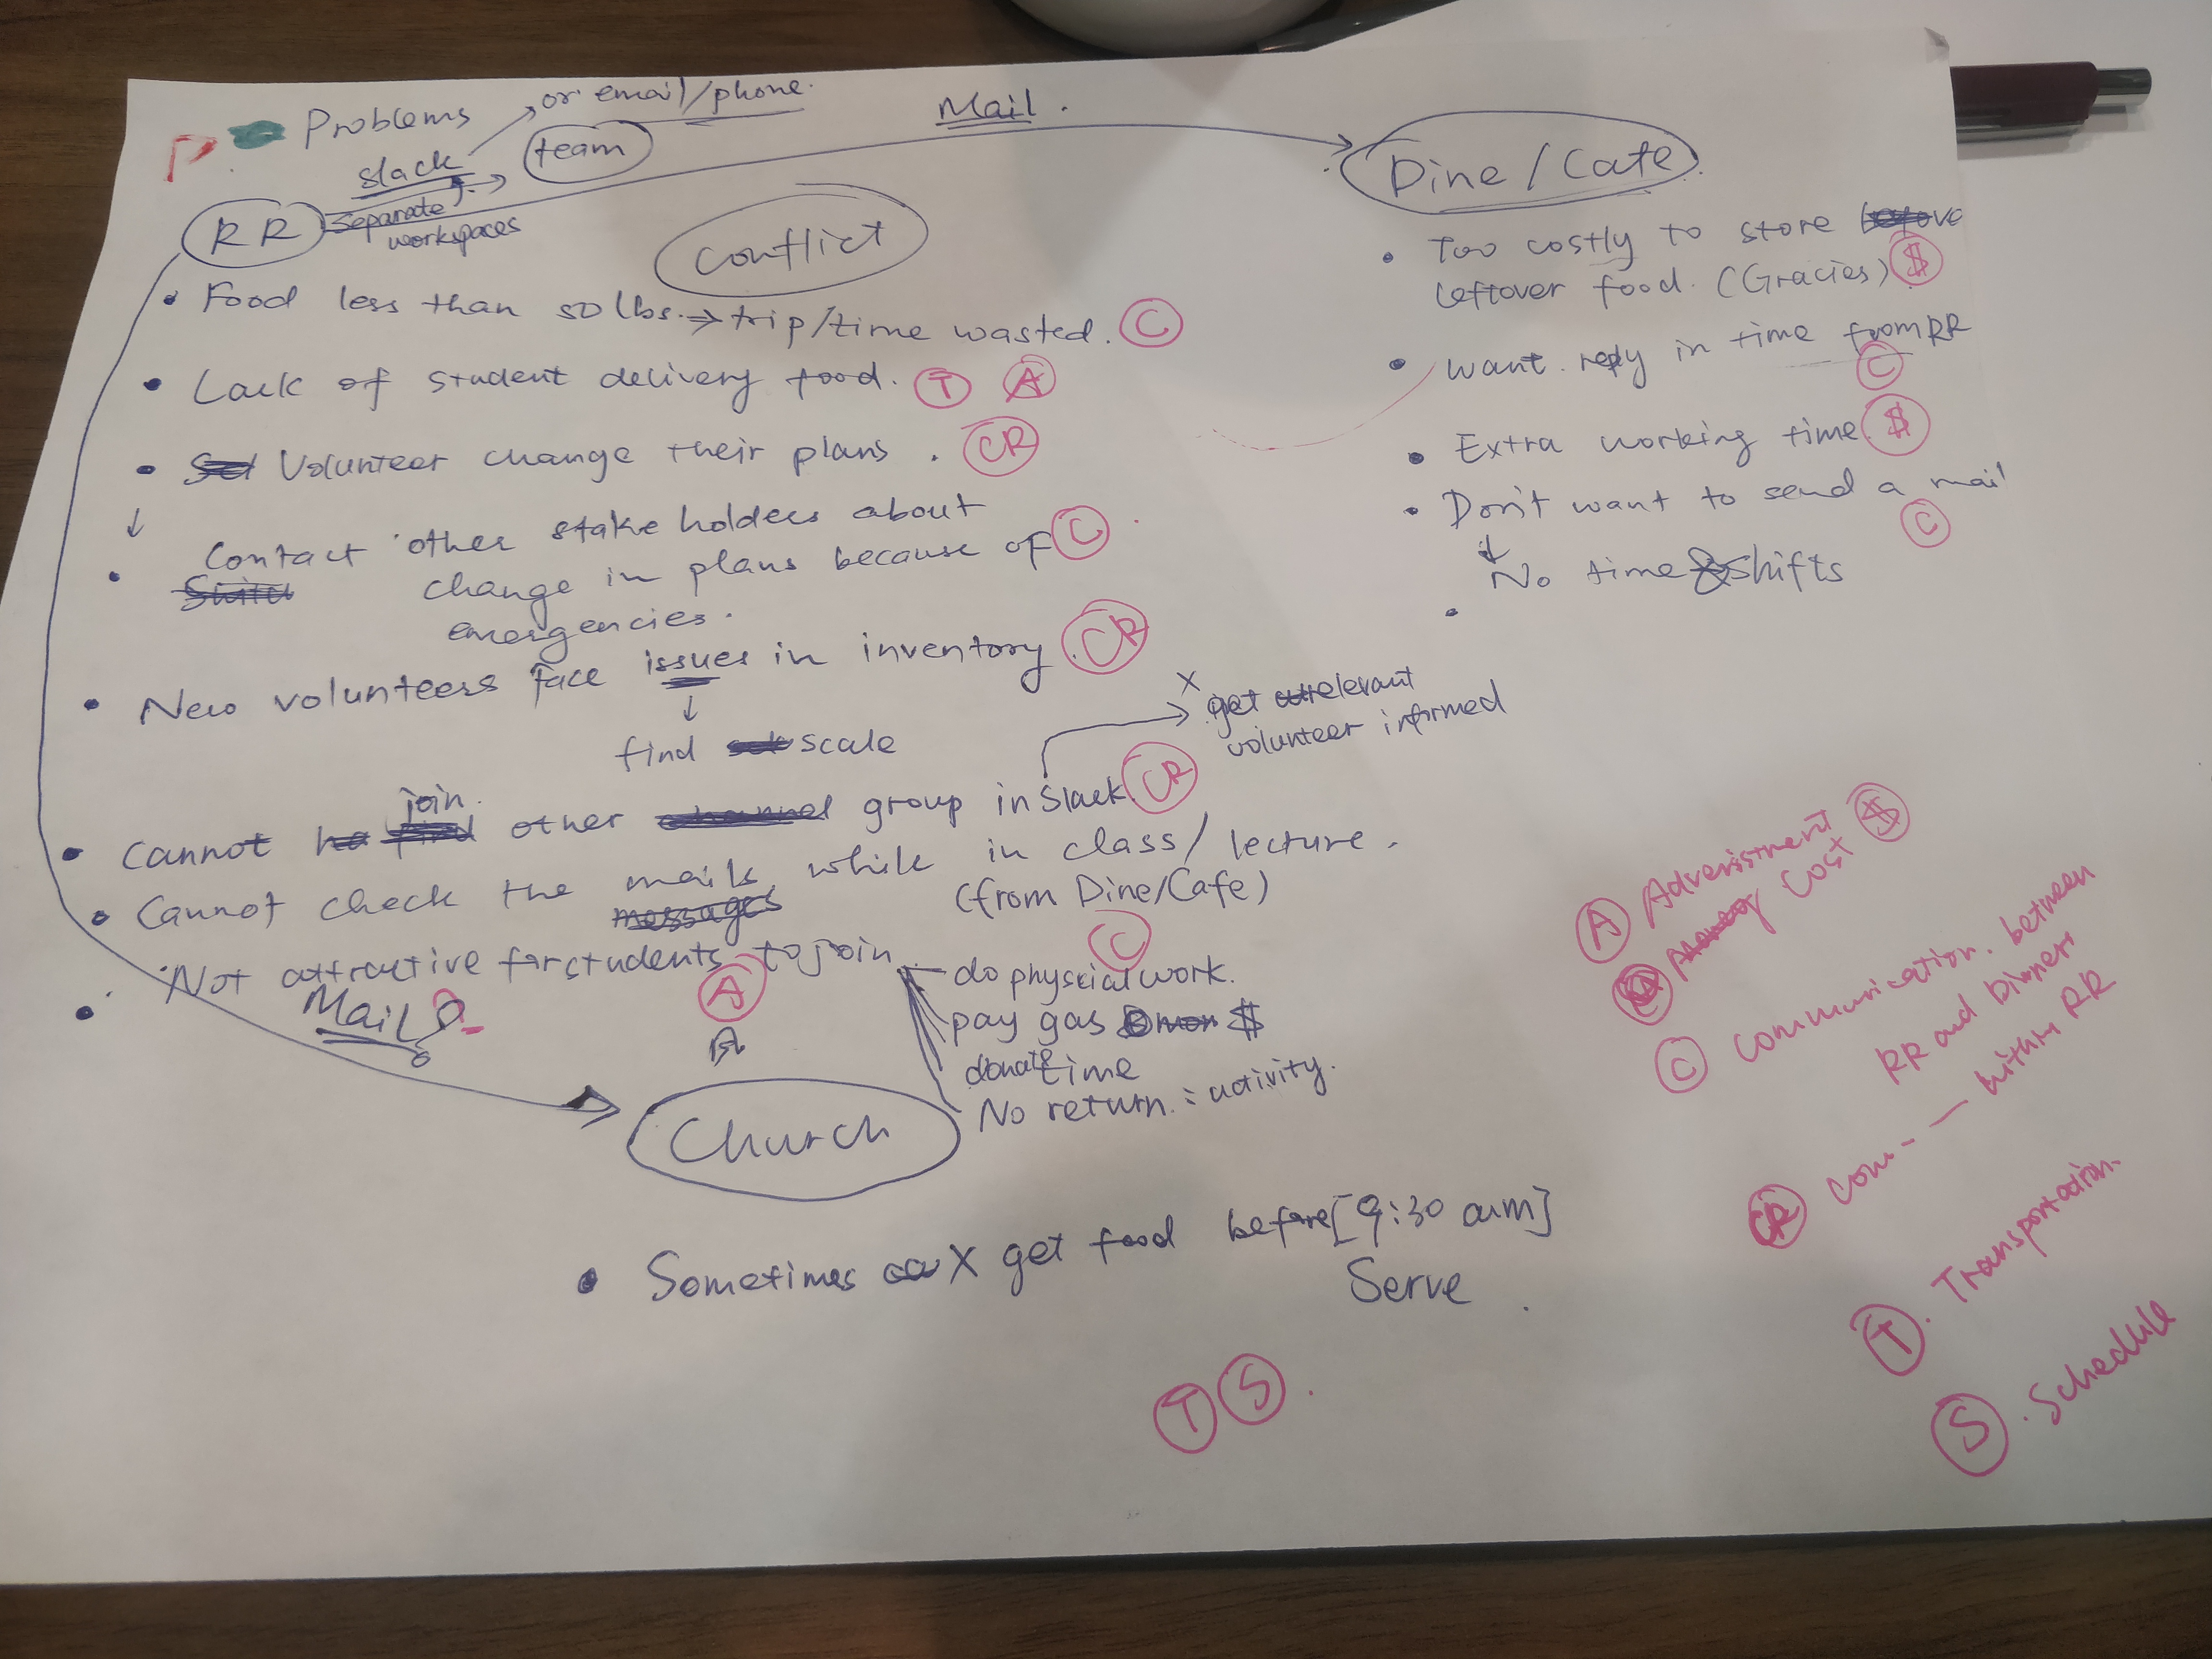 P
Problems
or email/phone.
slack
team
Mail.
Dine / Cafe
RR
separate
workspaces
Conflict
• Food less than 50 lbs. → trip/time wasted. C
• Lack of student delivery food. T A
• Volunteer change their plans. CR
↓
• Contact other stake holders about
change in plans because of C
emergencies.
• New volunteers face issues in inventory. CR
↓
find scale
X get relevant
volunteer informed
• Cannot join other group in Slack. CR
• Cannot check the mails while in class/lecture.
(from Dine/Cafe)
C
• Not attractive for students to join
A
A
do physcial work.
pay gas $
donate time
No return : activity.
Mail
Church
• Sometimes X get food before [9:30 am]
Serve.
T S.
• Too costly to store
leftover food. (Gracies) $
• Want reply in time from RR
C
• Extra working time $
• Don't want to send a mail
C
↓
No time & shifts
•
A Adveristment
Cost $
C Communication. between
RR and Dinners
CR Com - - — within RR
T. Transportation.
S. Schedule